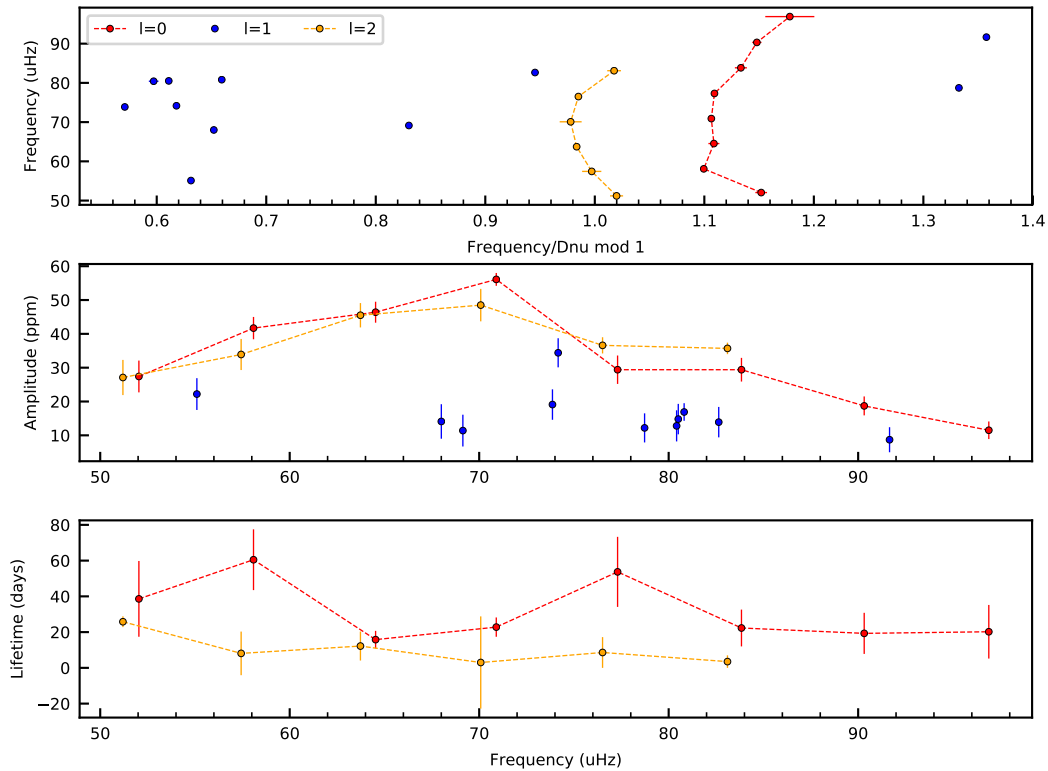 l=0 l=1 l=2
Frequency (uHz)
90
80
70
60
50
0.6 0.7 0.8 0.9 1.0 1.1 1.2 1.3 1.4
Frequency/Dnu mod 1
Amplitude (ppm)
60
50
40
30
20
10
50 60 70 80 90
Lifetime (days)
80
60
40
20
0
−20
50 60 70 80 90
Frequency (uHz)